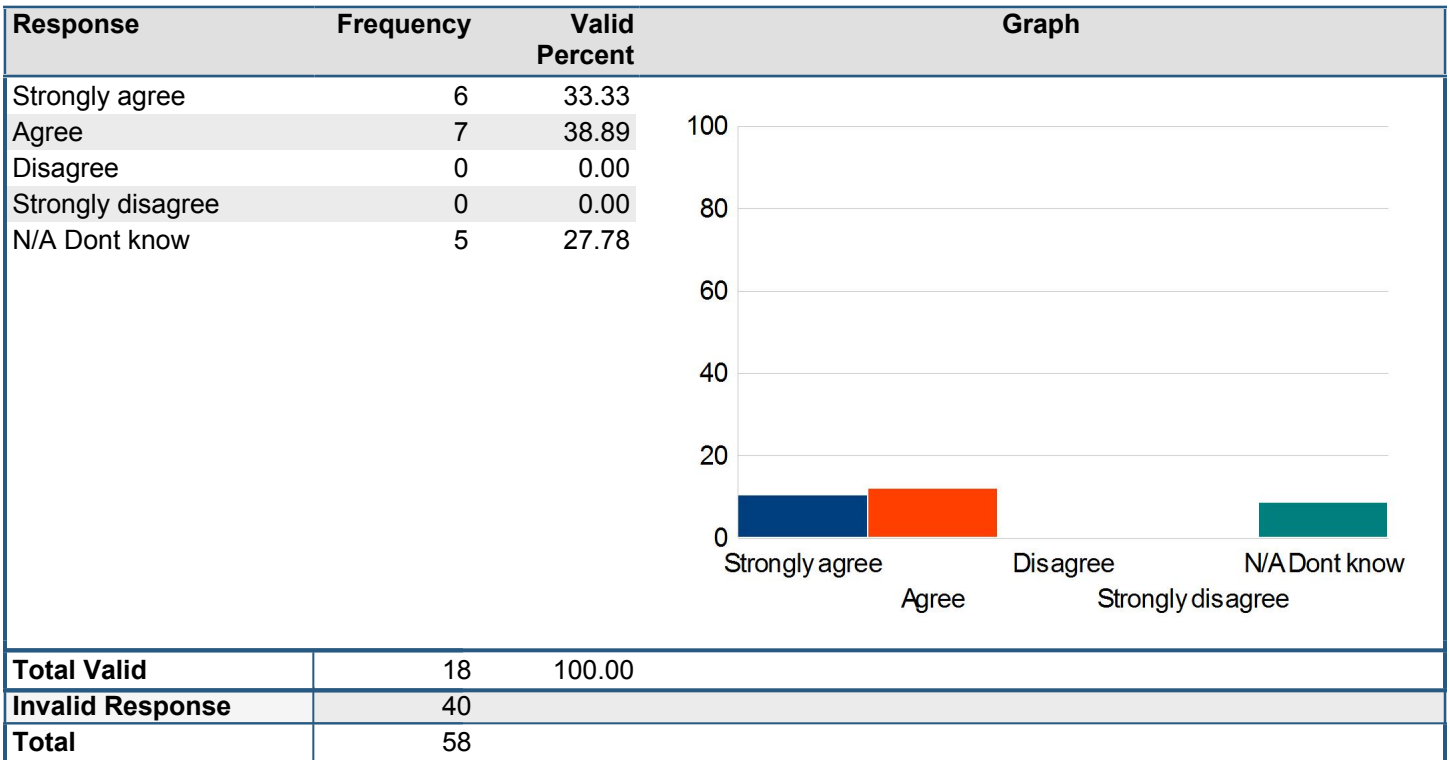 Response Frequency Valid Percent Graph
Strongly agree 6 33.33
Agree 7 38.89
Disagree 0 0.00
Strongly disagree 0 0.00
N/A Dont know 5 27.78
100
80
60
40
20
0
Strongly agree Disagree N/A Dont know
Agree Strongly disagree
Total Valid 18 100.00
Invalid Response 40
Total 58